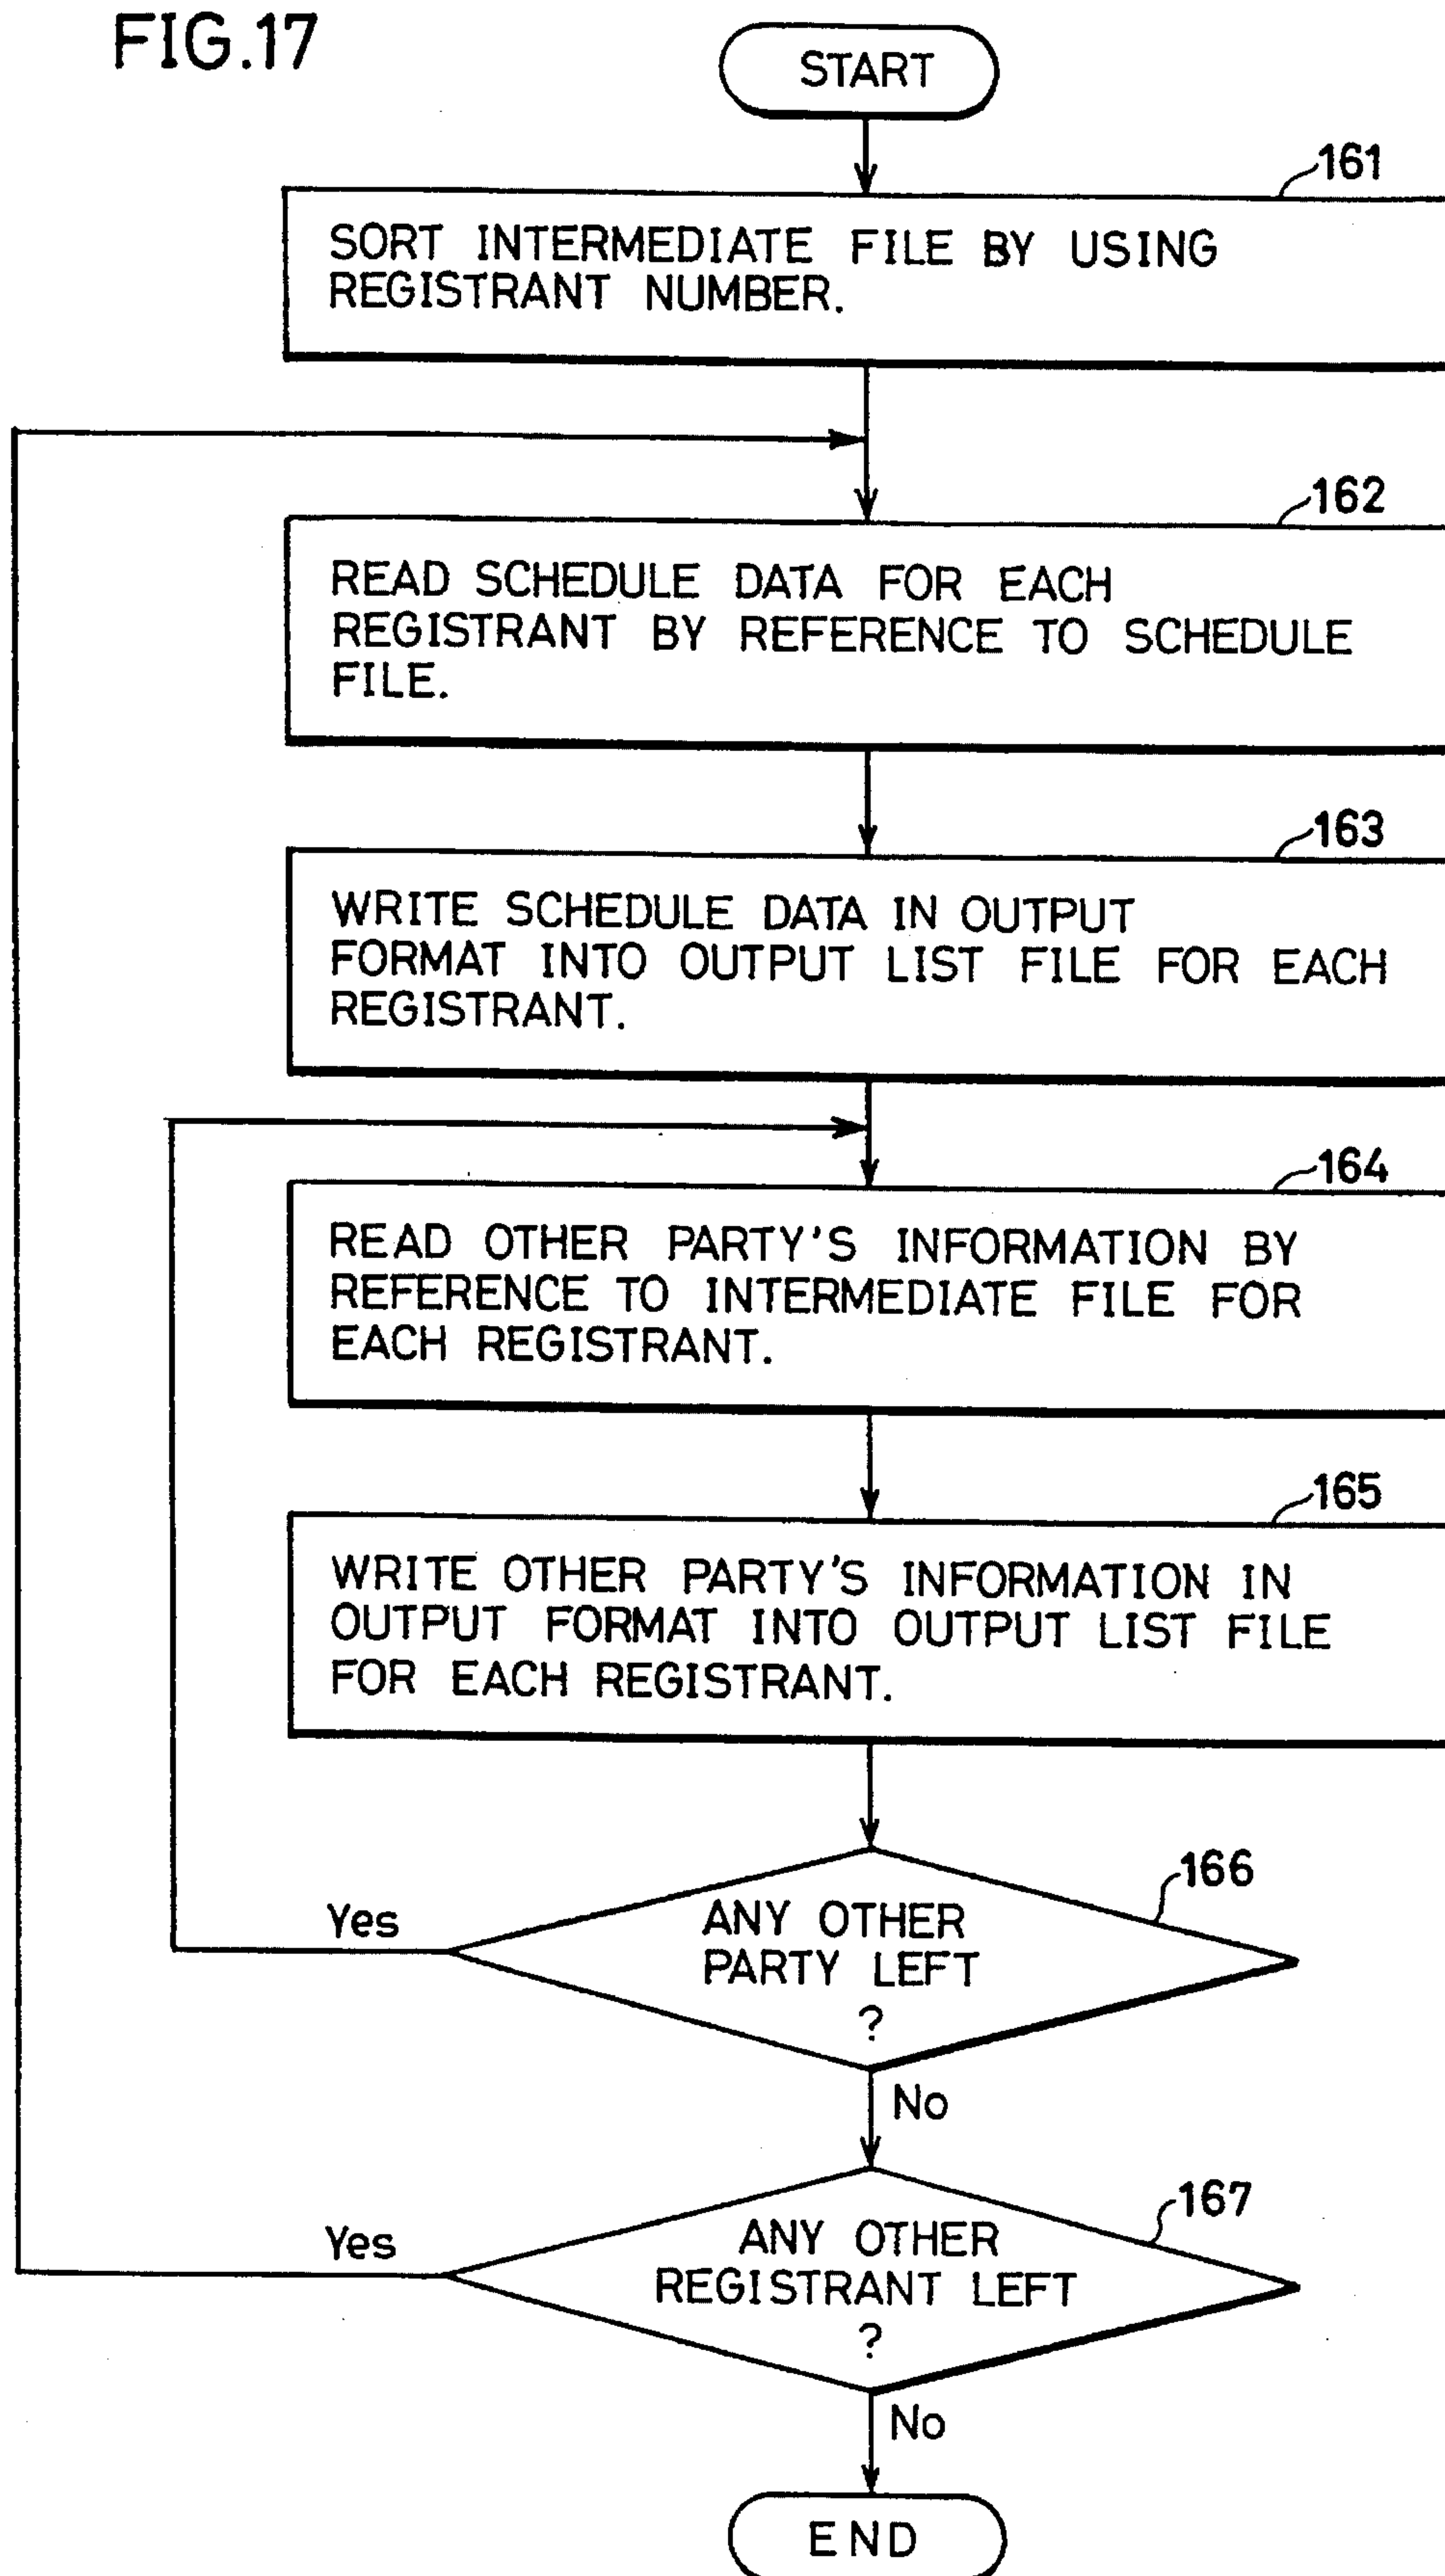 FIG.17
START
161
SORT INTERMEDIATE FILE BY USING
REGISTRANT NUMBER.
162
READ SCHEDULE DATA FOR EACH
REGISTRANT BY REFERENCE TO SCHEDULE
FILE.
163
WRITE SCHEDULE DATA IN OUTPUT
FORMAT INTO OUTPUT LIST FILE FOR EACH
REGISTRANT.
164
READ OTHER PARTY'S INFORMATION BY
REFERENCE TO INTERMEDIATE FILE FOR
EACH REGISTRANT.
165
WRITE OTHER PARTY'S INFORMATION IN
OUTPUT FORMAT INTO OUTPUT LIST FILE
FOR EACH REGISTRANT.
166
Yes
ANY OTHER
PARTY LEFT
?
No
167
Yes
ANY OTHER
REGISTRANT LEFT
?
No
END